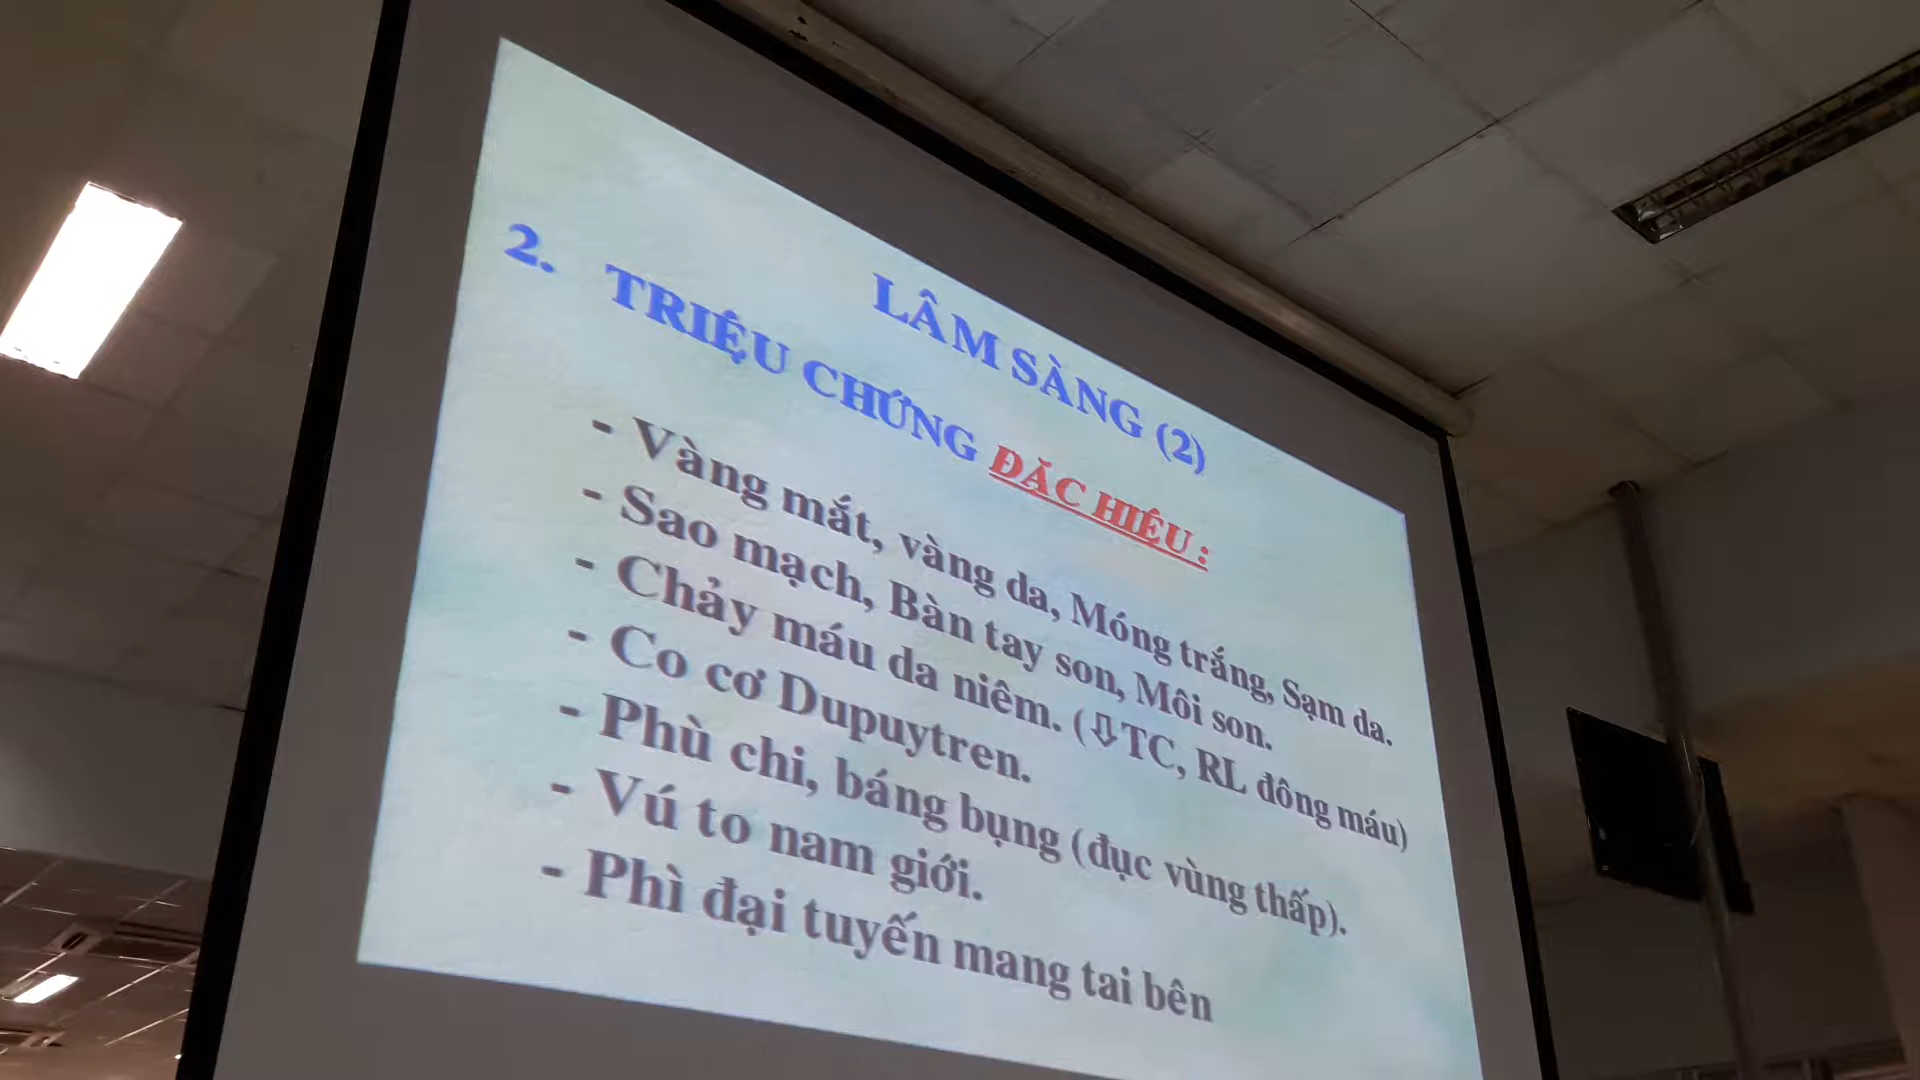 LÂM SÀNG (2)
2. TRIỆU CHỨNG ĐẶC HIỆU :
- Vàng mắt, vàng da, Móng trắng, Sạm da.
- Sao mạch, Bàn tay son, Môi son.
- Chảy máu da niêm. (⇩TC, RL đông máu)
- Co cơ Dupuytren.
- Phù chi, báng bụng (đục vùng thấp).
- Vú to nam giới.
- Phì đại tuyến mang tai bên